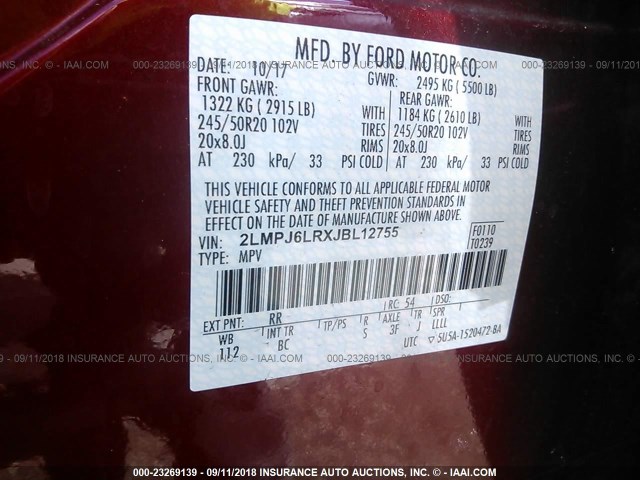 MFD. BY FORD MOTOR CO.
DATE: 10/17 GVWR: 2495 KG ( 5500 LB)
FRONT GAWR: REAR GAWR:
1322 KG ( 2915 LB) WITH 1184 KG ( 2610 LB) WITH
245/50R20 102V TIRES 245/50R20 102V TIRES
20x8.0J RIMS 20x8.0J RIMS
AT 230 kPa/ 33 PSI COLD AT 230 kPa/ 33 PSI COLD
THIS VEHICLE CONFORMS TO ALL APPLICABLE FEDERAL MOTOR
VEHICLE SAFETY AND THEFT PREVENTION STANDARDS IN
EFFECT ON THE DATE OF MANUFACTURE SHOWN ABOVE.
VIN: 2LMPJ6LRXJBL12755 F0110
TYPE: MPV T0239
EXT PNT: RR RC: 54 DSO:
WB INT TR TP/PS R AXLE TR SPR
112 BC S 3F J LLLL
UTC ▽ 5U5A-1520472-BA
000-23269139 - 09/11/2018 INSURANCE AUTO AUCTIONS, INC. - © IAAI.COM